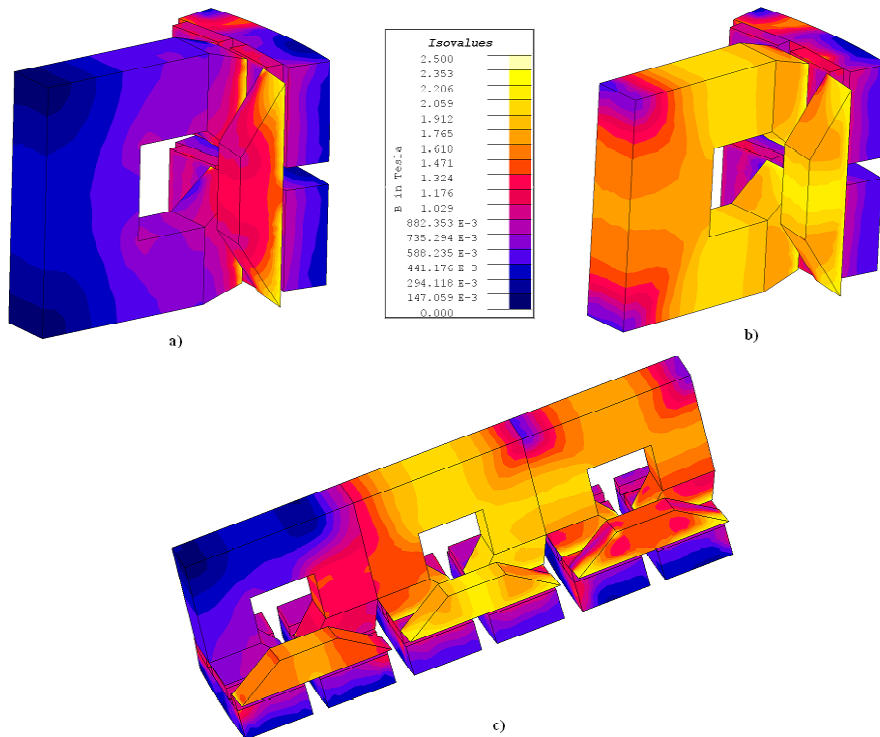 Isovalues
2.500
2.353
2.206
2.059
1.912
1.765
1.610
1.471
1.324
1.176
1.029
882.353 E-3
735.294 E-3
588.235 E-3
441.176 E-3
294.118 E-3
147.059 E-3
0.000
B in Tesla
a)
b)
c)